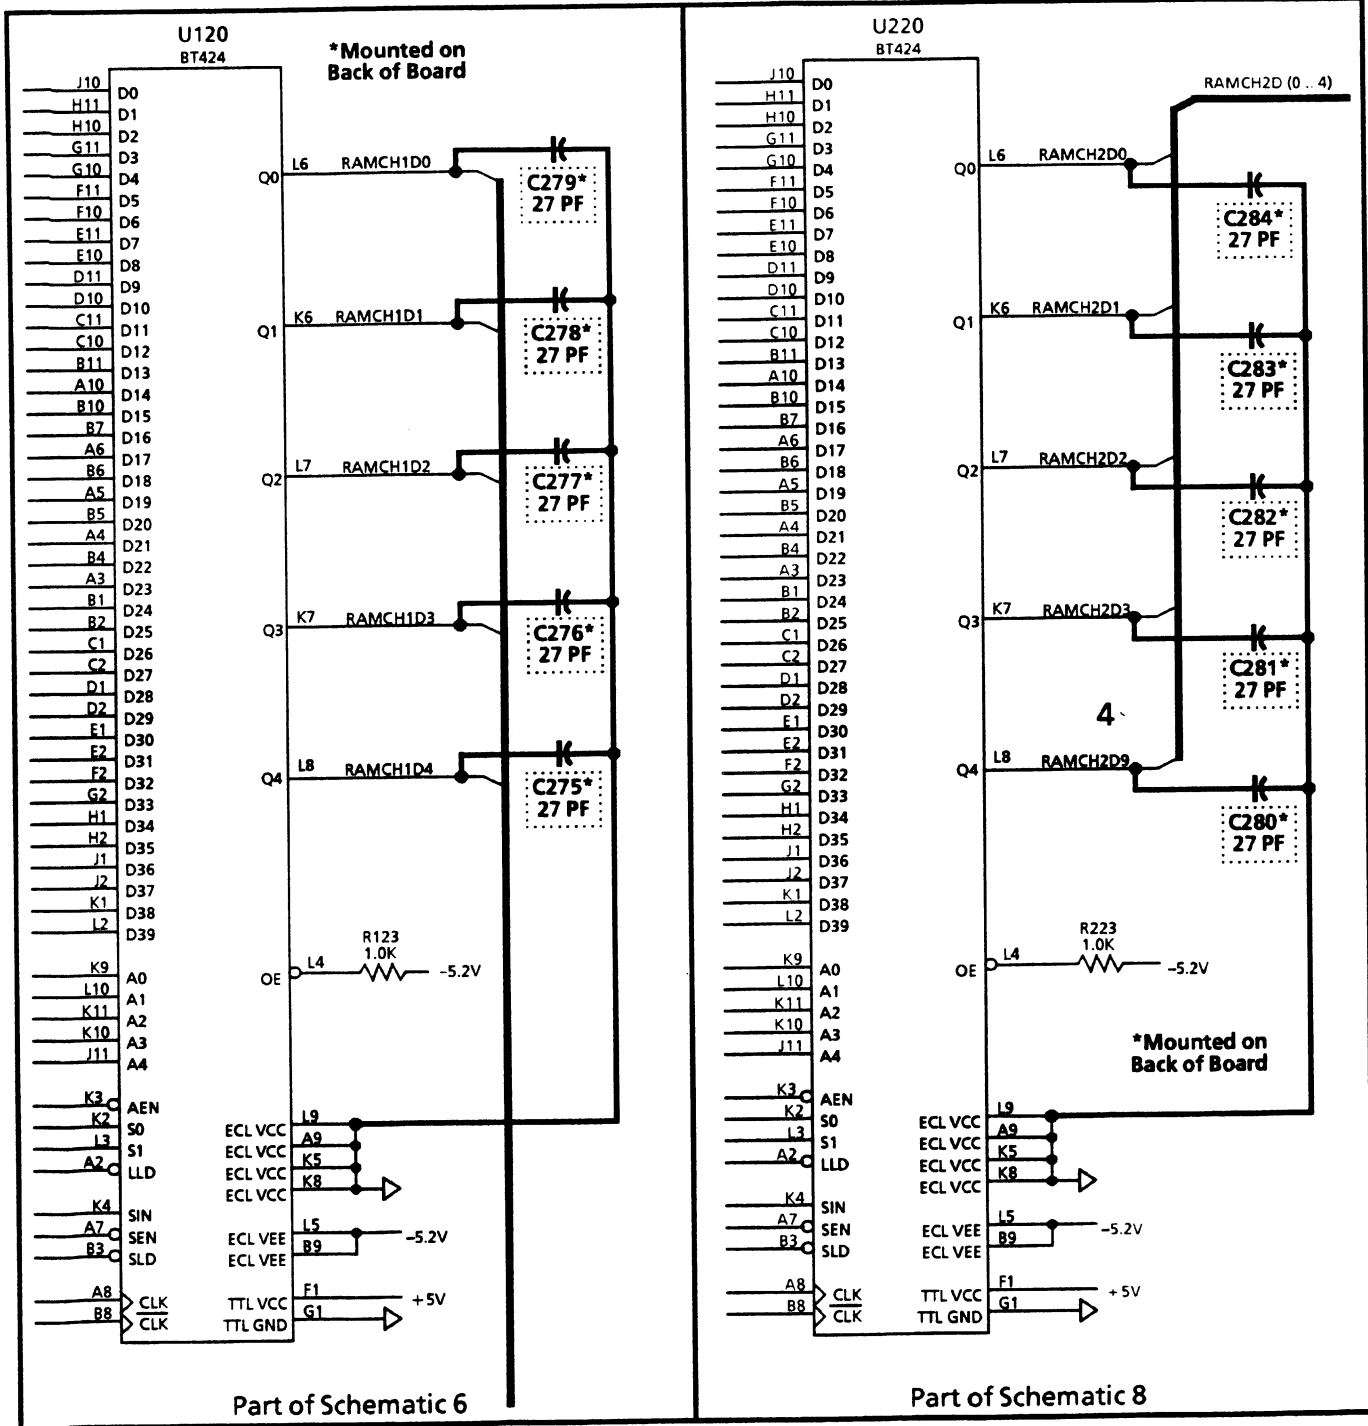 U120
BT424
*Mounted on
Back of Board
J10 D0
H11 D1
H10 D2
G11 D3
G10 D4
F11 D5
F10 D6
E11 D7
E10 D8
D11 D9
D10 D10
C11 D11
C10 D12
B11 D13
A10 D14
B10 D15
B7 D16
A6 D17
B6 D18
A5 D19
B5 D20
A4 D21
B4 D22
A3 D23
B1 D24
B2 D25
C1 D26
C2 D27
D1 D28
D2 D29
E1 D30
E2 D31
F2 D32
G2 D33
H1 D34
H2 D35
J1 D36
J2 D37
K1 D38
L2 D39
K9 A0
L10 A1
K11 A2
K10 A3
J11 A4
K3 AEN
K2 S0
L3 S1
A2 LLD
K4 SIN
A7 SEN
B3 SLD
A8 CLK
B8 CLK
Q0 L6 RAMCH1D0
C279*
27 PF
Q1 K6 RAMCH1D1
C278*
27 PF
Q2 L7 RAMCH1D2
C277*
27 PF
Q3 K7 RAMCH1D3
C276*
27 PF
Q4 L8 RAMCH1D4
C275*
27 PF
R123
1.0K
OE L4 −5.2V
ECL VCC L9
ECL VCC A9
ECL VCC K5
ECL VCC K8
ECL VEE L5 −5.2V
ECL VEE B9
TTL VCC F1 +5V
TTL GND G1
Part of Schematic 6
U220
BT424
RAMCH2D (0 .. 4)
J10 D0
H11 D1
H10 D2
G11 D3
G10 D4
F11 D5
F10 D6
E11 D7
E10 D8
D11 D9
D10 D10
C11 D11
C10 D12
B11 D13
A10 D14
B10 D15
B7 D16
A6 D17
B6 D18
A5 D19
B5 D20
A4 D21
B4 D22
A3 D23
B1 D24
B2 D25
C1 D26
C2 D27
D1 D28
D2 D29
E1 D30
E2 D31
F2 D32
G2 D33
H1 D34
H2 D35
J1 D36
J2 D37
K1 D38
L2 D39
K9 A0
L10 A1
K11 A2
K10 A3
J11 A4
K3 AEN
K2 S0
L3 S1
A2 LLD
K4 SIN
A7 SEN
B3 SLD
A8 CLK
B8 CLK
Q0 L6 RAMCH2D0
C284*
27 PF
Q1 K6 RAMCH2D1
C283*
27 PF
Q2 L7 RAMCH2D2
C282*
27 PF
Q3 K7 RAMCH2D3
C281*
27 PF
4
Q4 L8 RAMCH2D9
C280*
27 PF
R223
1.0K
OE L4 −5.2V
*Mounted on
Back of Board
ECL VCC L9
ECL VCC A9
ECL VCC K5
ECL VCC K8
ECL VEE L5 −5.2V
ECL VEE B9
TTL VCC F1 +5V
TTL GND G1
Part of Schematic 8